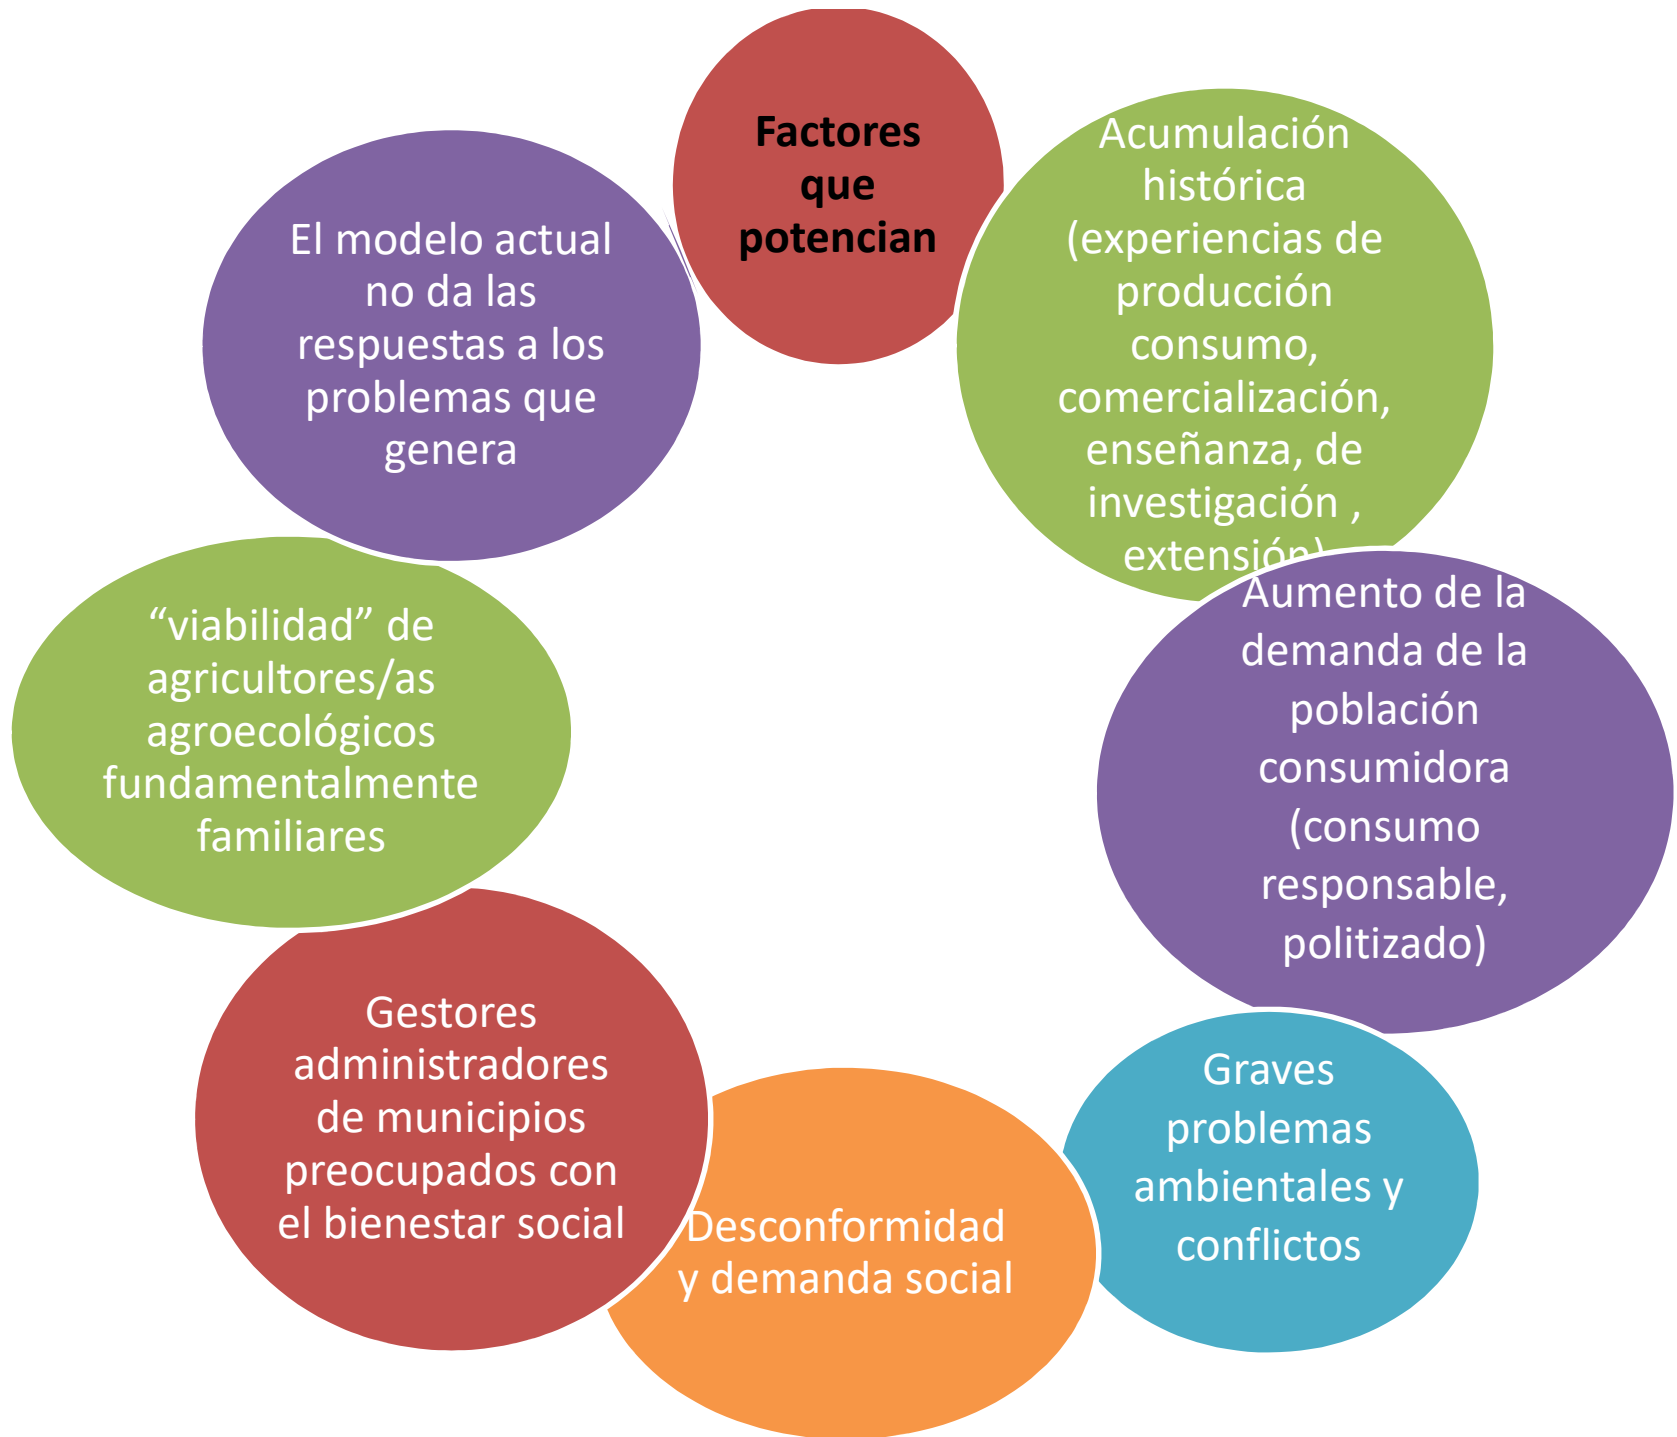 Factores
que
potencian
Acumulación
histórica
(experiencias de
producción
consumo,
comercialización,
enseñanza, de
investigación ,
extensión)
Aumento de la
demanda de la
población
consumidora
(consumo
responsable,
politizado)
Graves
problemas
ambientales y
conflictos
Desconformidad
y demanda social
Gestores
administradores
de municipios
preocupados con
el bienestar social
“viabilidad” de
agricultores/as
agroecológicos
fundamentalmente
familiares
El modelo actual
no da las
respuestas a los
problemas que
genera